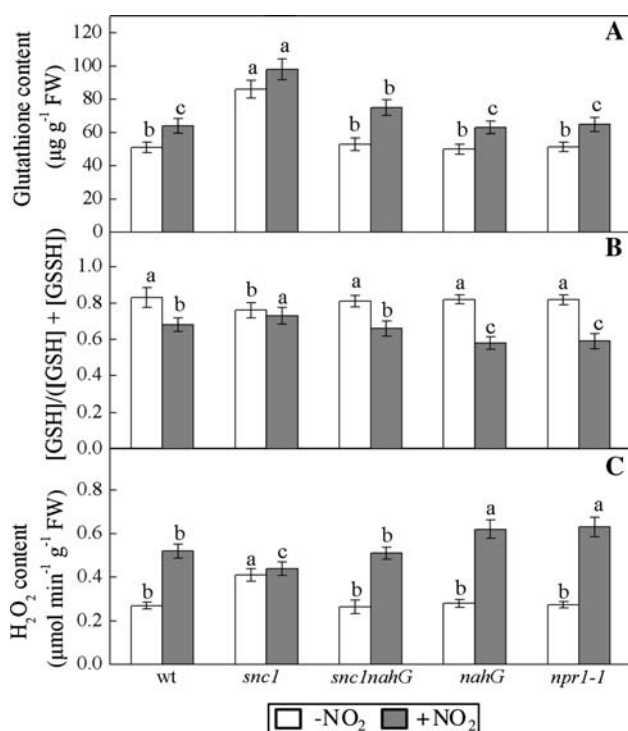 A
Glutathione content
(µg g⁻¹ FW)
120
100
80
60
40
20
0
b c a a b b b c b c
B
[GSH]/([GSH] + [GSSH])
1.0
0.8
0.6
0.4
0.2
0.0
a b b a a b a c a c
C
H₂O₂ content
(µmol min⁻¹ g⁻¹ FW)
0.8
0.6
0.4
0.2
0.0
b b a c b b b a b a
wt snc1 snc1nahG nahG npr1-1
-NO₂ +NO₂